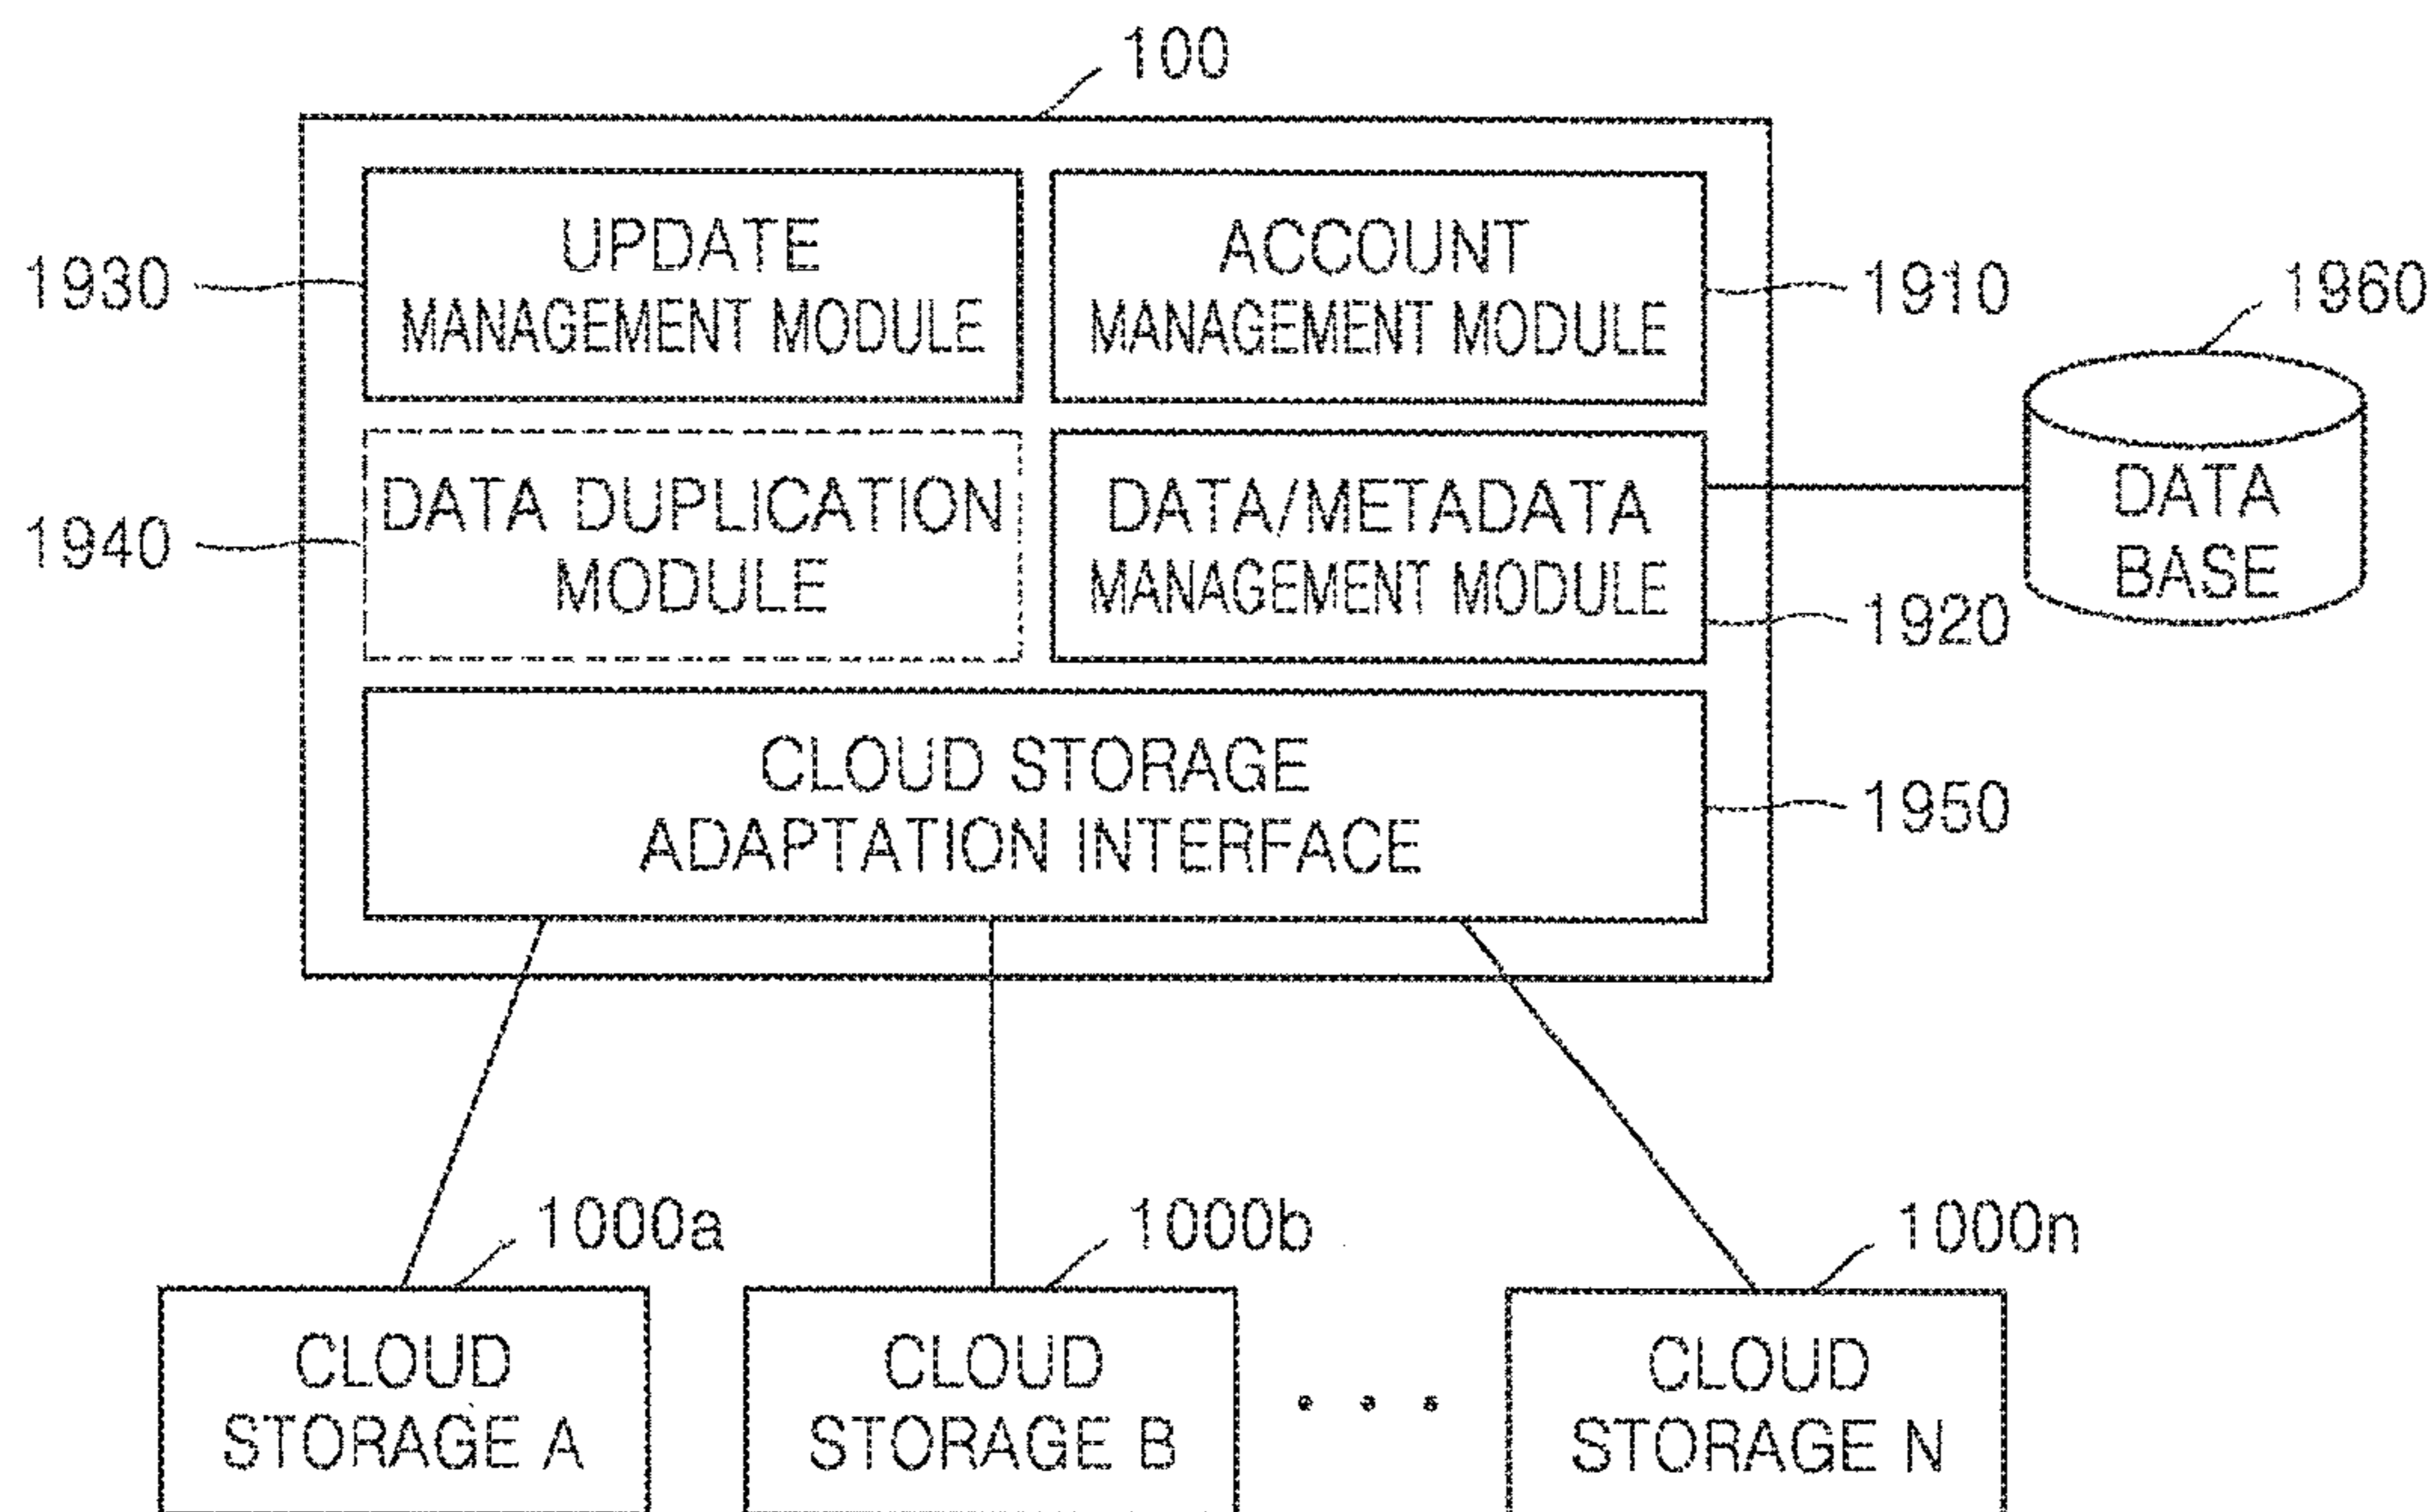 100
UPDATE
MANAGEMENT MODULE
ACCOUNT
MANAGEMENT MODULE
1930
1910
1960
DATA DUPLICATION
MODULE
DATA/METADATA
MANAGEMENT MODULE
DATA
BASE
1940
1920
CLOUD STORAGE
ADAPTATION INTERFACE
1950
1000a
1000b
1000n
CLOUD
STORAGE A
CLOUD
STORAGE B
...
CLOUD
STORAGE N